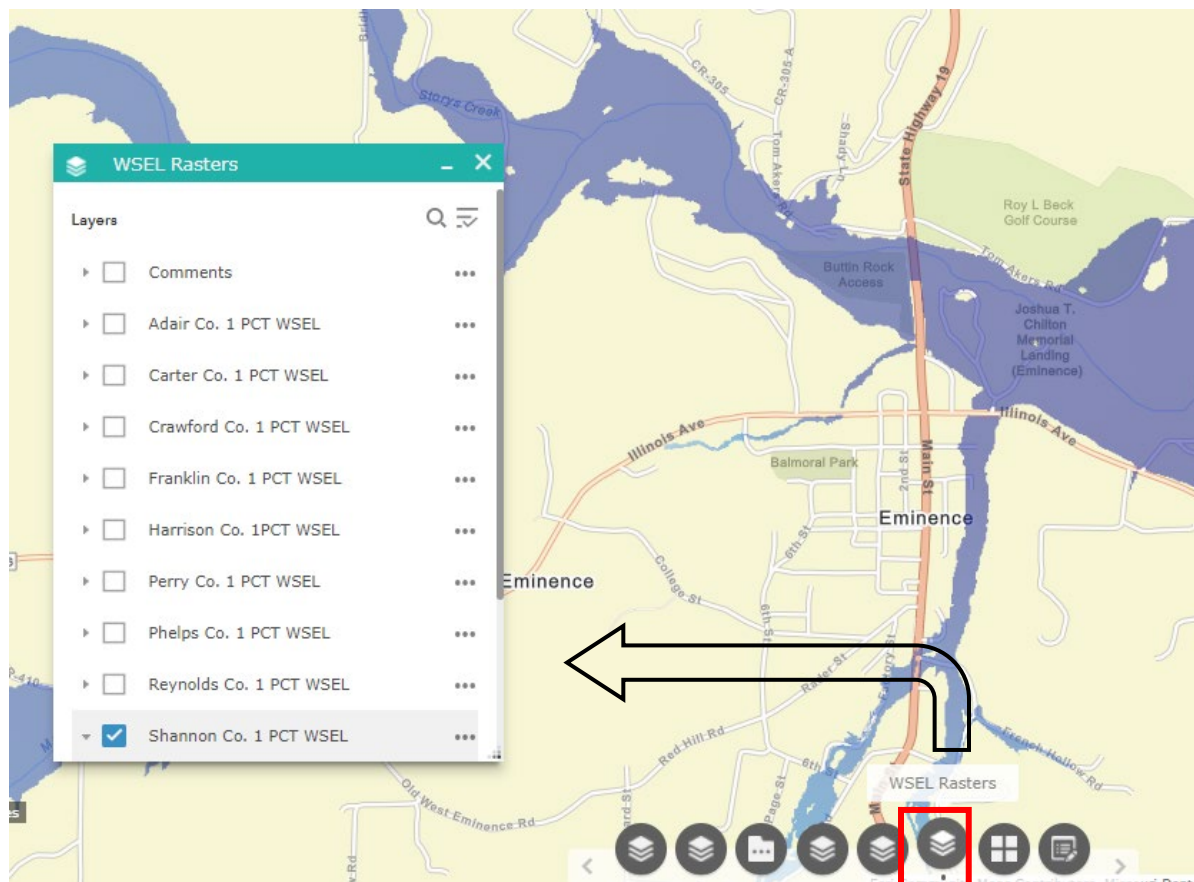 WSEL Rasters
Layers
Comments
Adair Co. 1 PCT WSEL
Carter Co. 1 PCT WSEL
Crawford Co. 1 PCT WSEL
Franklin Co. 1 PCT WSEL
Harrison Co. 1PCT WSEL
Perry Co. 1 PCT WSEL
Phelps Co. 1 PCT WSEL
Reynolds Co. 1 PCT WSEL
Shannon Co. 1 PCT WSEL
Storys Creek
CR-305
CR-305 A
Tom Akers Rd
Shady Ln
State Highway 19
Roy L Beck
Golf Course
Buttin Rock
Access
Tom Akers Rd
Joshua T.
Chilton
Memorial
Landing
(Eminence)
Illinois Ave
Illinois Ave
Balmoral Park
2nd St
Main St
Eminence
Eminence
6th St
College St
6th St
Rader St
Factory St
Red Hill Rd
French Hollow Rd
6th St
Page St
Old West Eminence Rd
WSEL Rasters